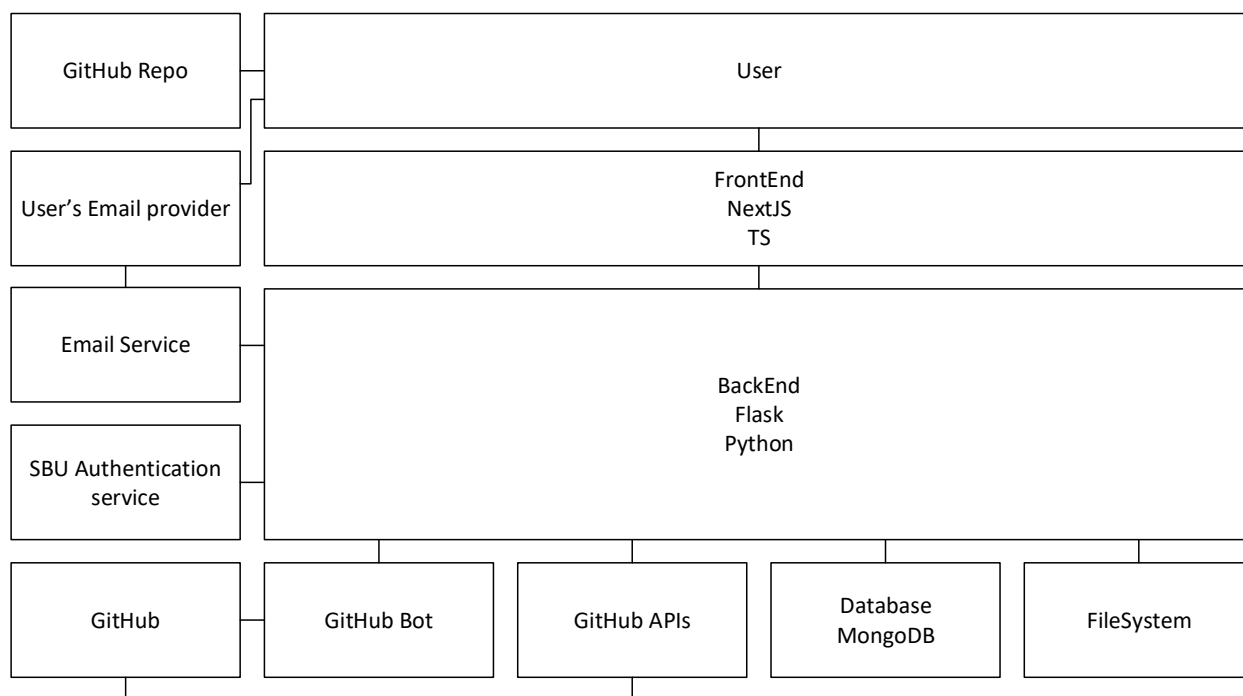 GitHub Repo
User
User’s Email provider
FrontEnd
NextJS
TS
Email Service
BackEnd
Flask
Python
SBU Authentication
service
GitHub
GitHub Bot
GitHub APIs
Database
MongoDB
FileSystem